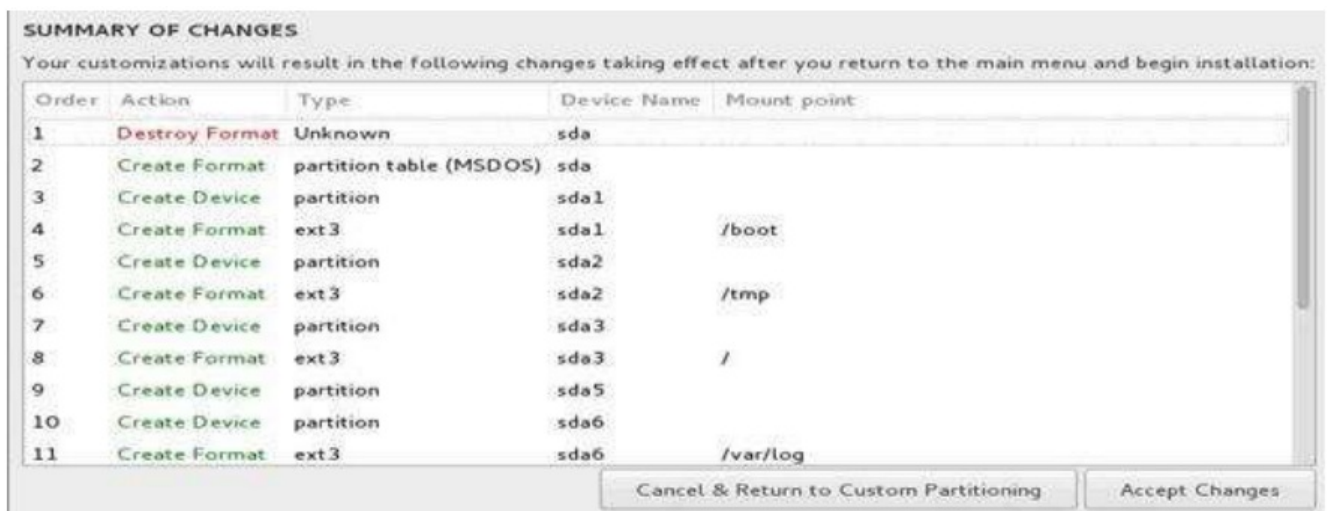 SUMMARY OF CHANGES
Your customizations will result in the following changes taking effect after you return to the main menu and begin installation:
Order Action Type Device Name Mount point
1 Destroy Format Unknown sda
2 Create Format partition table (MSDOS) sda
3 Create Device partition sda1
4 Create Format ext3 sda1 /boot
5 Create Device partition sda2
6 Create Format ext3 sda2 /tmp
7 Create Device partition sda3
8 Create Format ext3 sda3 /
9 Create Device partition sda5
10 Create Device partition sda6
11 Create Format ext3 sda6 /var/log
Cancel & Return to Custom Partitioning Accept Changes